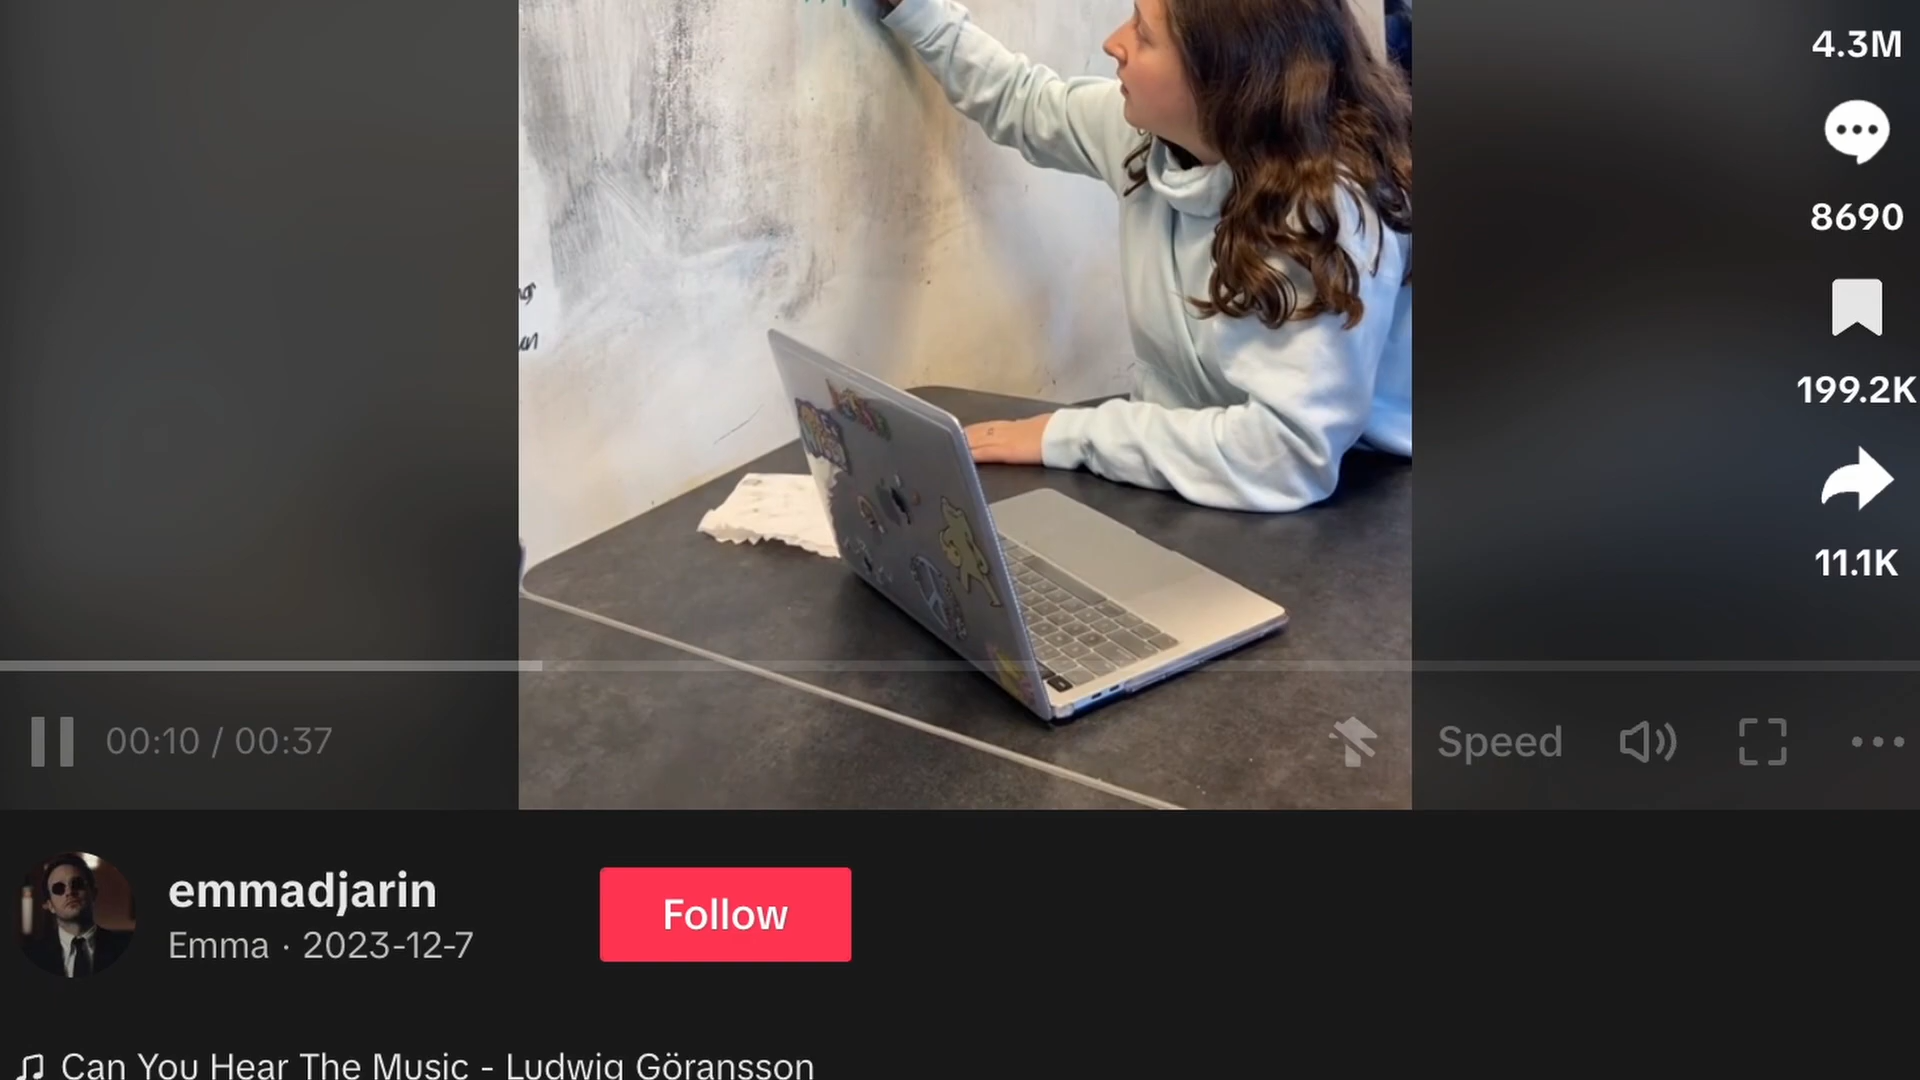 4.3M
8690
199.2K
11.1K
00:10 / 00:37
Speed
emmadjarin
Emma · 2023-12-7
Follow
Can You Hear The Music - Ludwig Göransson